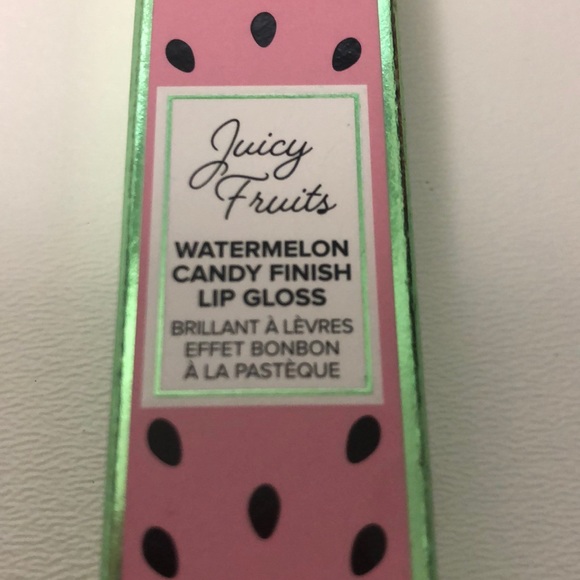 Juicy
Fruits
WATERMELON
CANDY FINISH
LIP GLOSS
BRILLANT À LÈVRES
EFFET BONBON
À LA PASTÈQUE